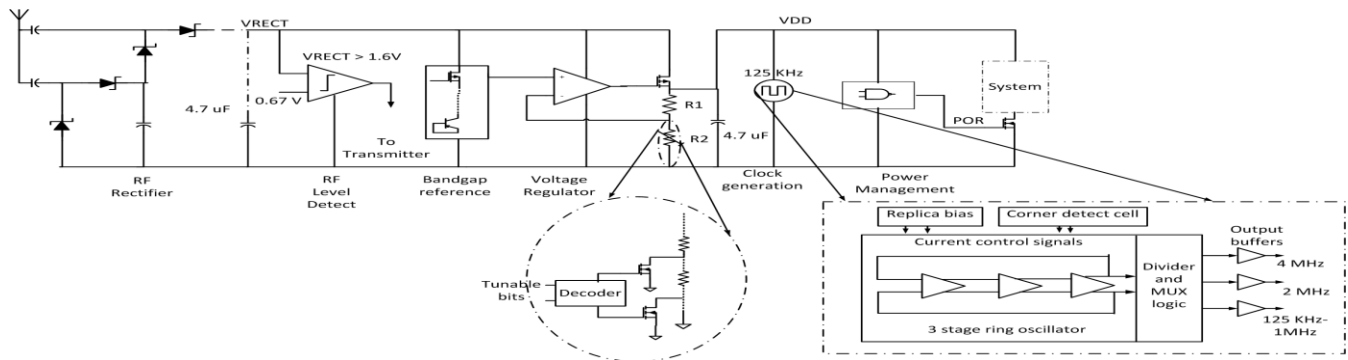 VRECT
VDD
VRECT > 1.6V
0.67 V
4.7 uF
To
Transmitter
R1
R2
4.7 uF
125 KHz
System
POR
RF
Rectifier
RF
Level
Detect
Bandgap
reference
Voltage
Regulator
Clock
generation
Power
Management
Tunable
bits
Decoder
Replica bias
Corner detect cell
Current control signals
3 stage ring oscillator
Divider
and
MUX
logic
Output
buffers
4 MHz
2 MHz
125 KHz-
1MHz